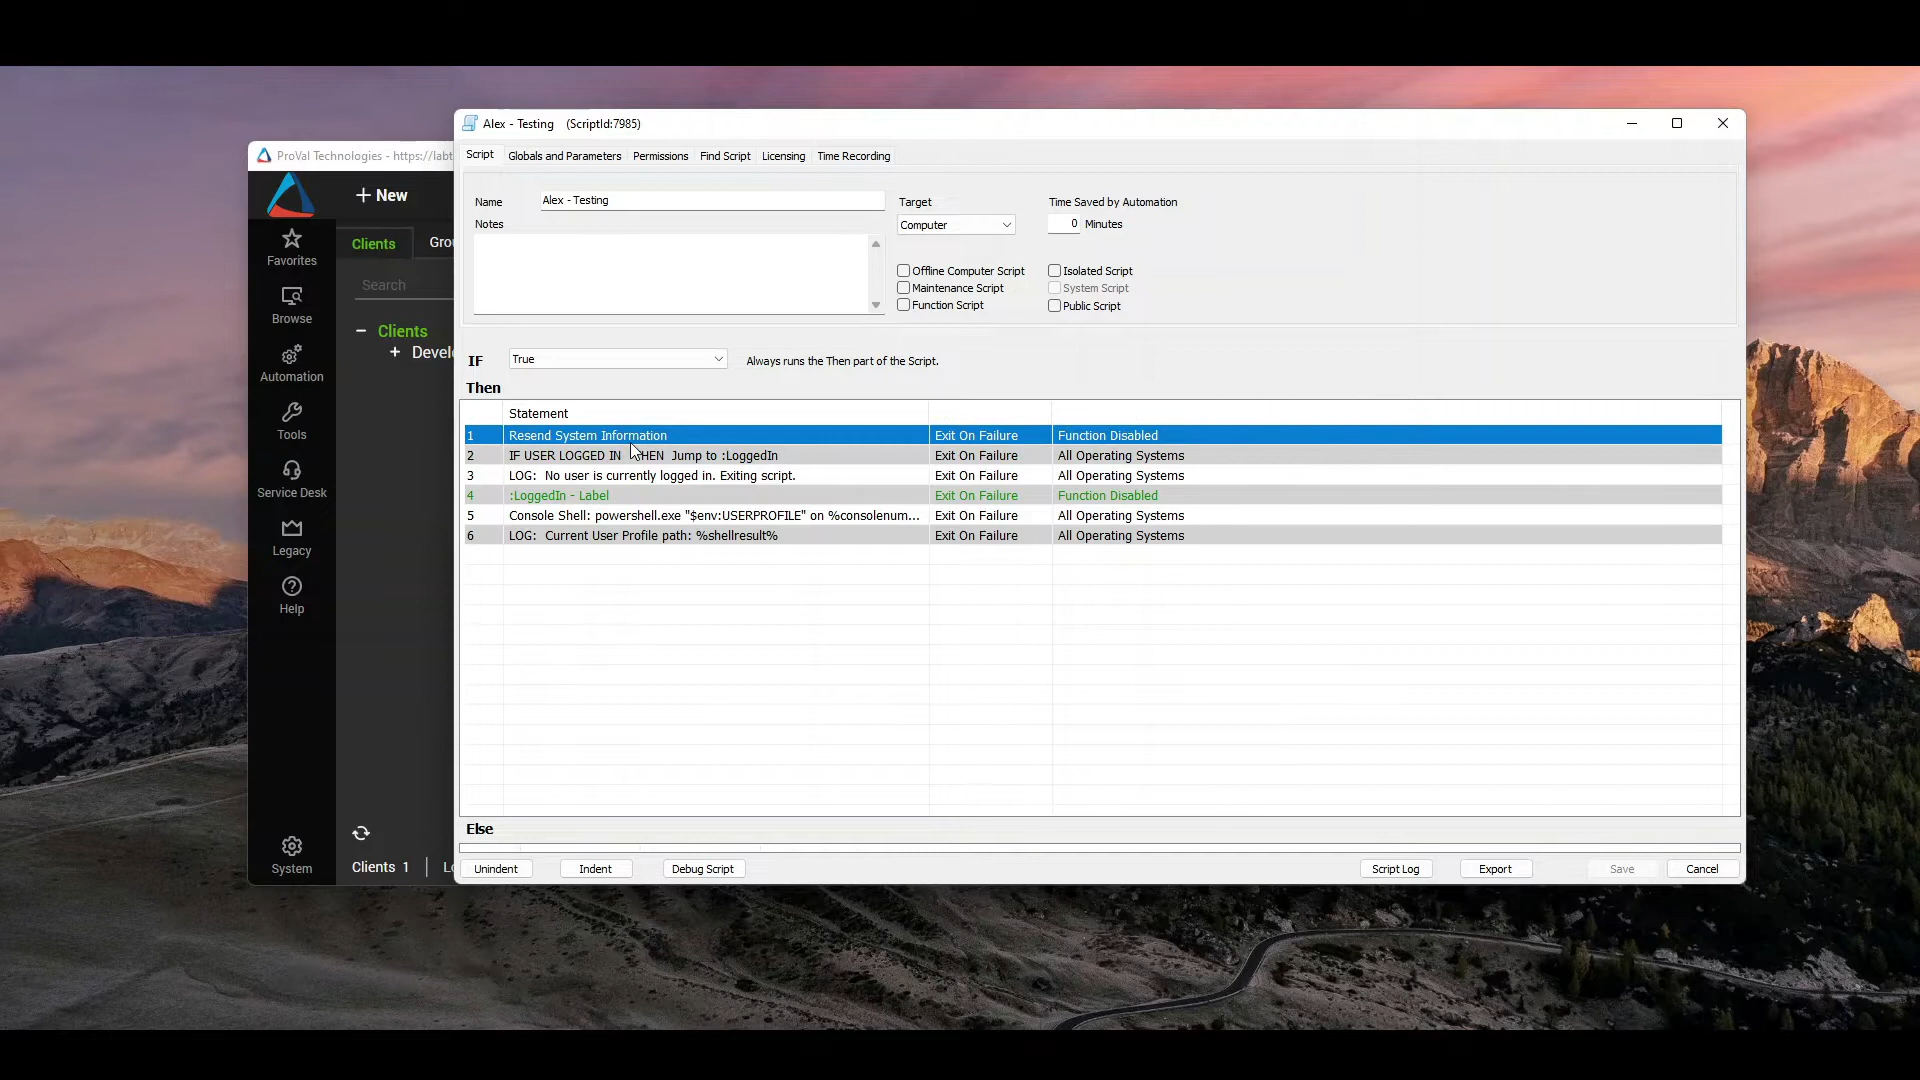 Alex - Testing (ScriptId:7985)
ProVal Technologies - https://labt
Script Globals and Parameters Permissions Find Script Licensing Time Recording
+ New
Favorites
Browse
Automation
Tools
Service Desk
Legacy
Help
System
Clients
Search
− Clients
+
Clients 1
Name Alex - Testing
Notes
Target
Computer
Time Saved by Automation
0 Minutes
Offline Computer Script
Maintenance Script
Function Script
Isolated Script
System Script
Public Script
IF True Always runs the Then part of the Script.
Then
Statement
1 Resend System Information Exit On Failure Function Disabled
2 IF USER LOGGED IN Jump to :LoggedIn Exit On Failure All Operating Systems
3 LOG: No user is currently logged in. Exiting script. Exit On Failure All Operating Systems
4 :LoggedIn - Label Exit On Failure Function Disabled
5 Console Shell: powershell.exe "$env:USERPROFILE" on %consolenum... Exit On Failure All Operating Systems
6 LOG: Current User Profile path: %shellresult% Exit On Failure All Operating Systems
Else
Unindent Indent Debug Script Script Log Export Save Cancel